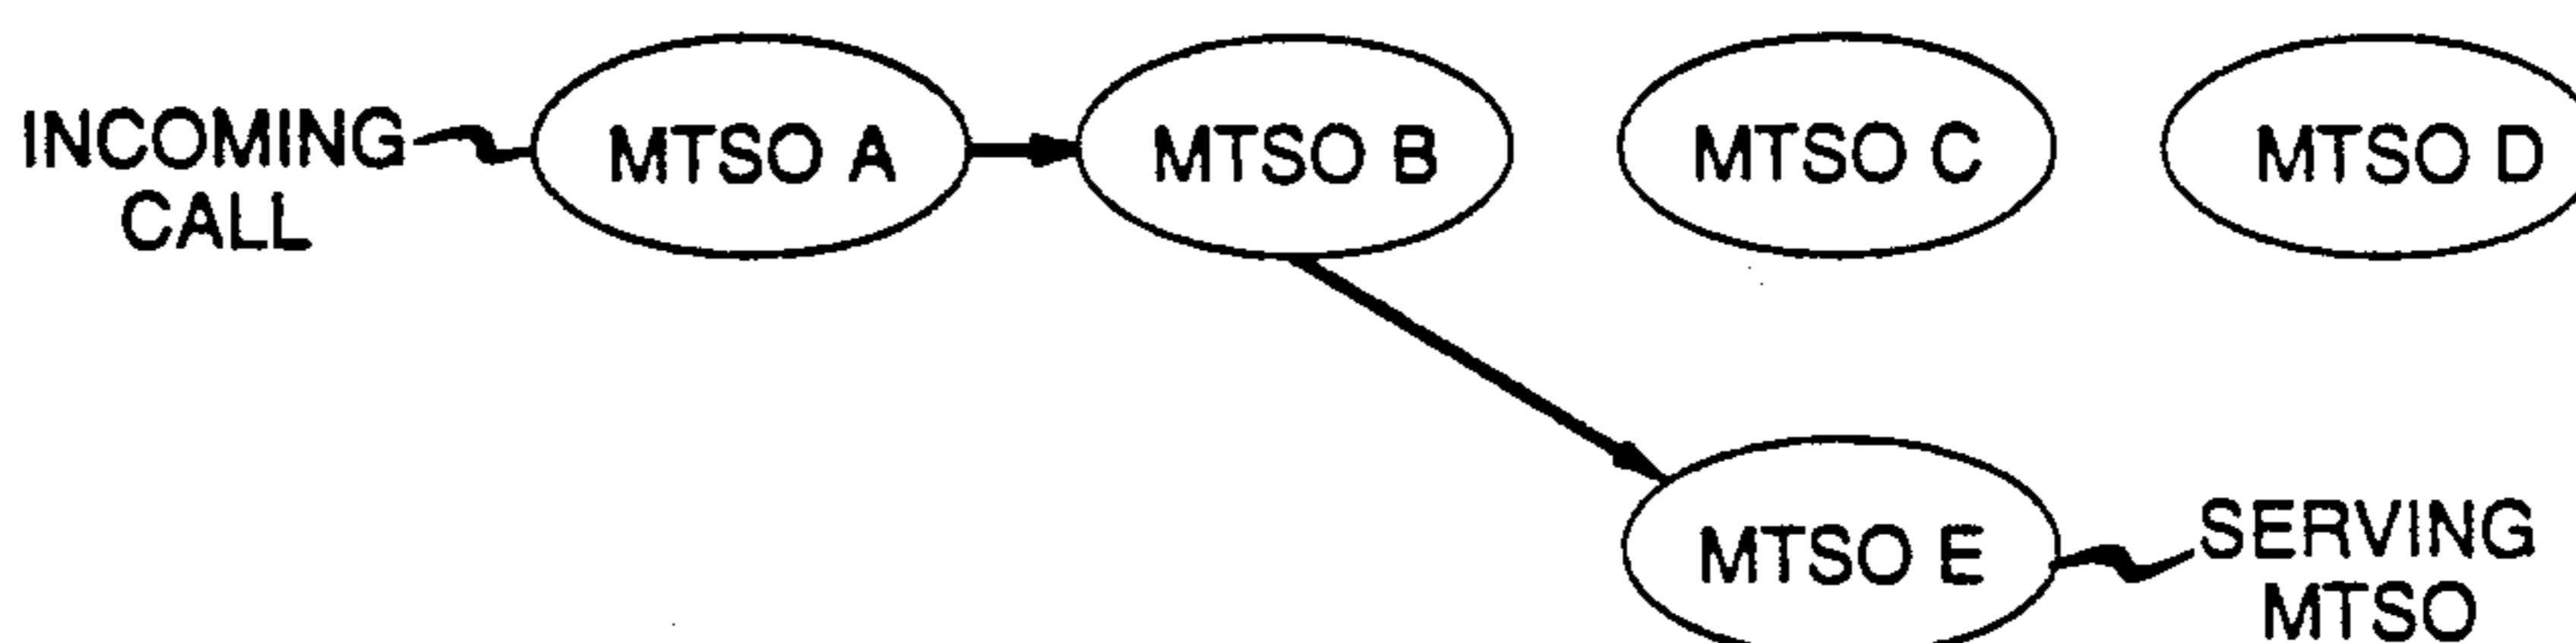 INCOMING
CALL
MTSO A
MTSO B
MTSO C
MTSO D
MTSO E
SERVING
MTSO